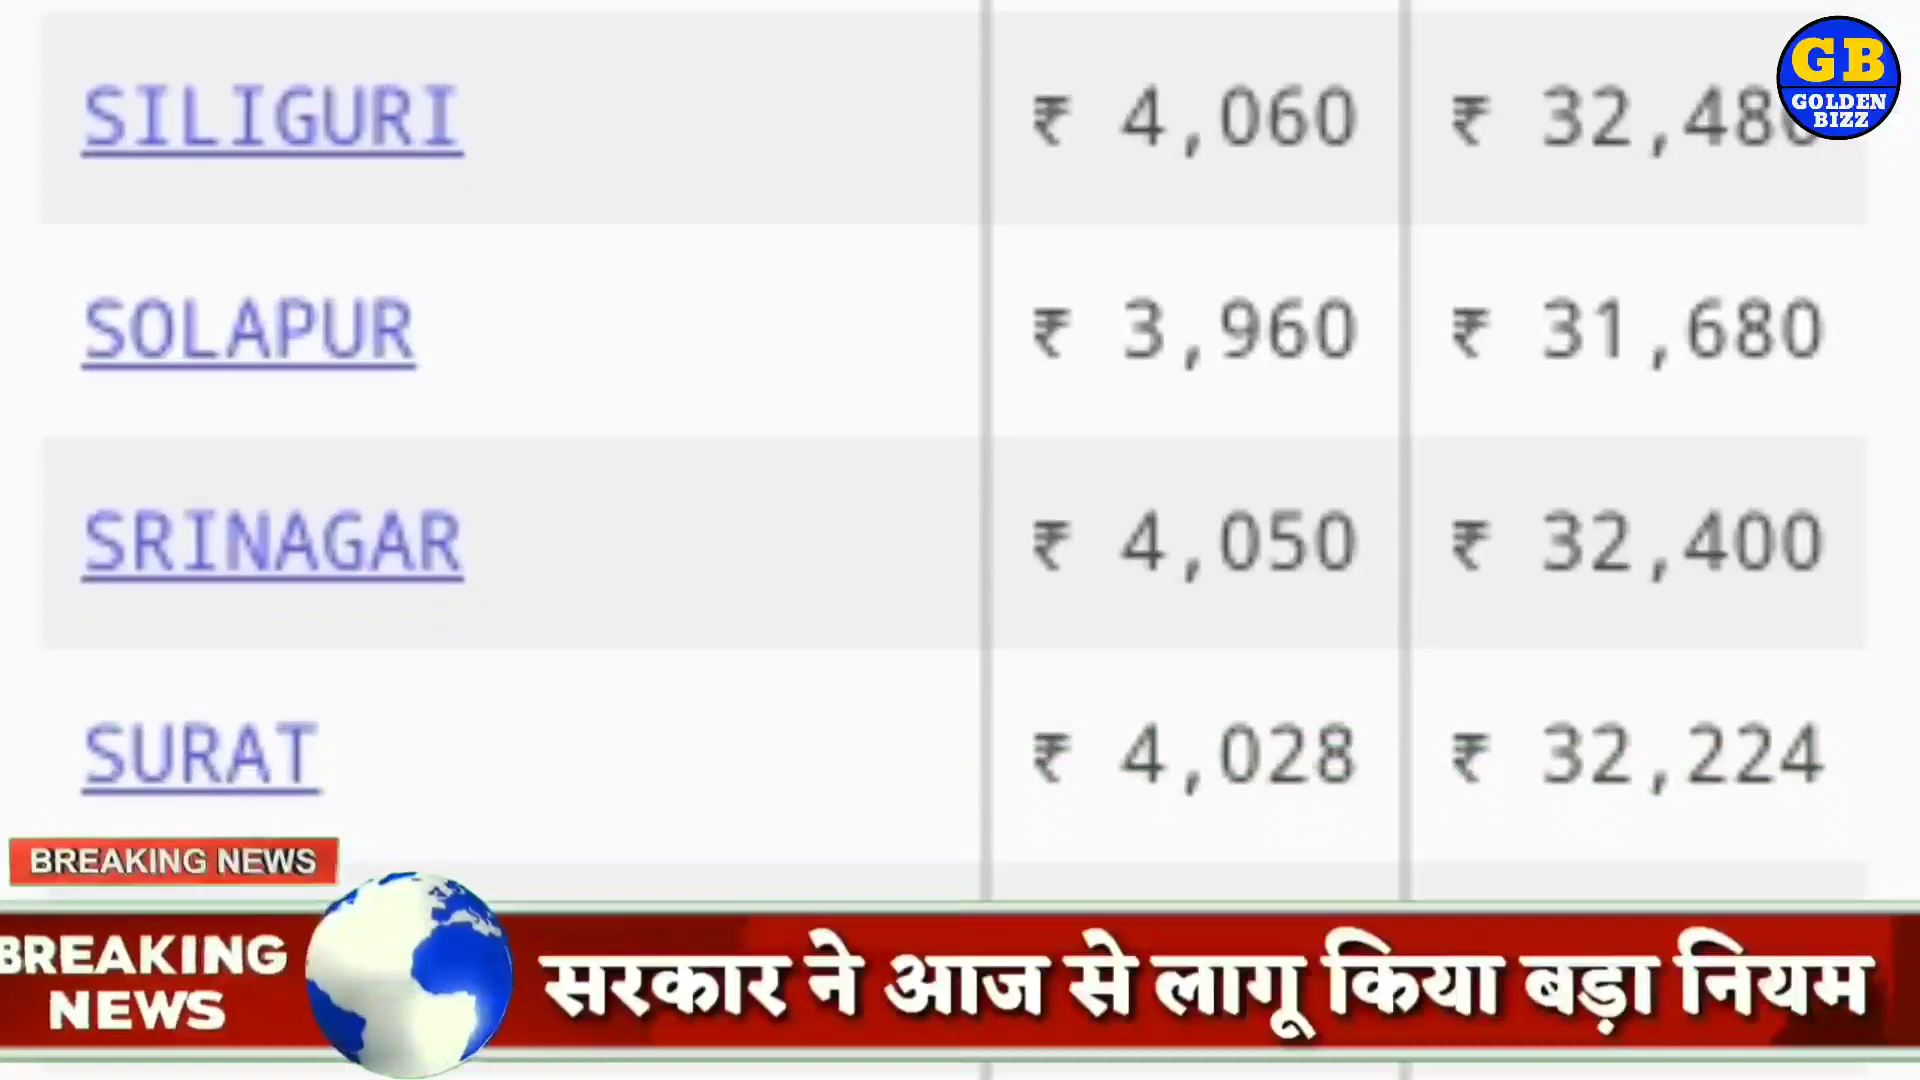 SILIGURI ₹ 4,060 ₹ 32,48
GB
GOLDEN
BIZZ
SOLAPUR ₹ 3,960 ₹ 31,680
SRINAGAR ₹ 4,050 ₹ 32,400
SURAT ₹ 4,028 ₹ 32,224
BREAKING NEWS
BREAKING
NEWS
सरकार ने आज से लागू किया बड़ा नियम